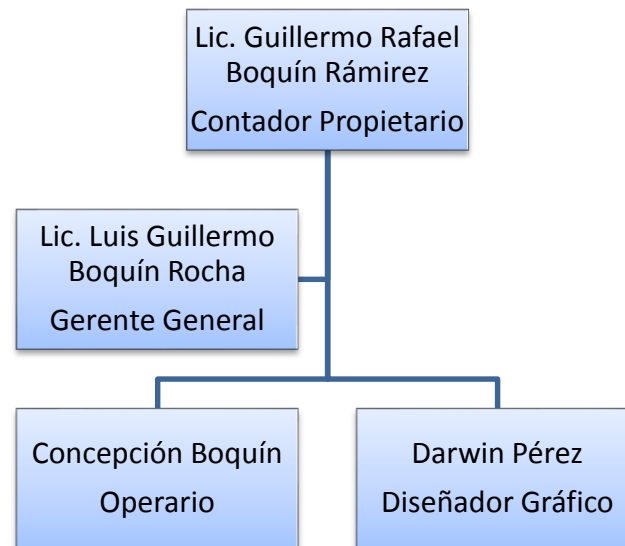 Lic. Guillermo Rafael
Boquín Rámirez
Contador Propietario
Lic. Luis Guillermo
Boquín Rocha
Gerente General
Concepción Boquín
Operario
Darwin Pérez
Diseñador Gráfico